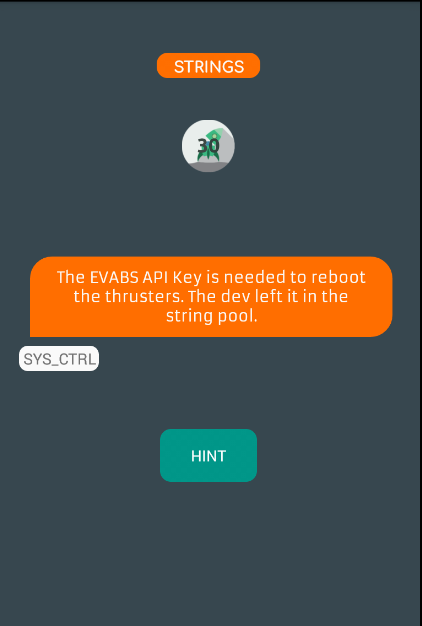 STRINGS
30
The EVABS API Key is needed to reboot
the thrusters. The dev left it in the
string pool.
SYS_CTRL
HINT